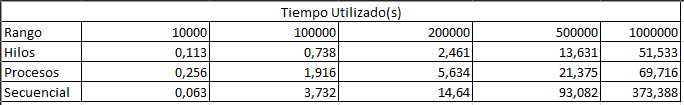 Tiempo Utilizado(s)
Rango 10000 100000 200000 500000 1000000
Hilos 0,113 0,738 2,461 13,631 51,533
Procesos 0,256 1,916 5,634 21,375 69,716
Secuencial 0,063 3,732 14,64 93,082 373,388